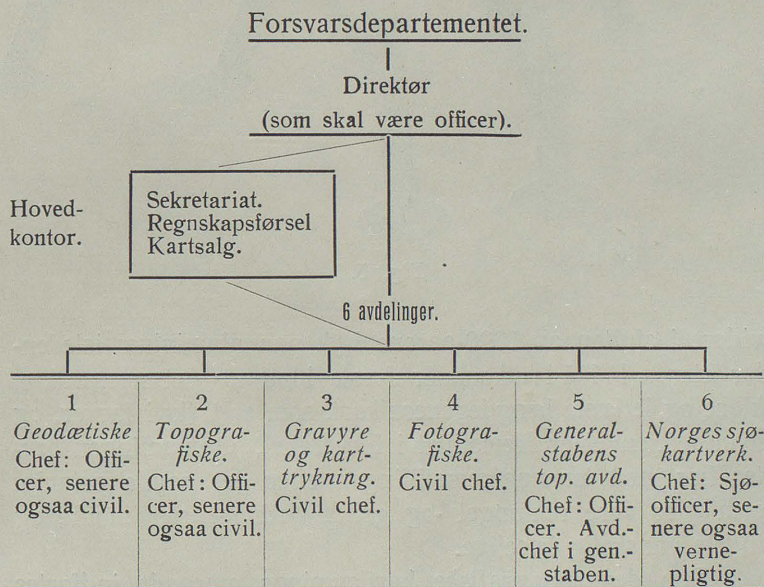 Forsvarsdepartementet.
Direktør
(som skal være officer).
Hoved-
kontor.
Sekretariat.
Regnskapsførsel
Kartsalg.
6 avdelinger.
1
Geodætiske
Chef: Offi-
cer, senere
ogsaa civil.
2
Topogra-
fiske.
Chef: Offi-
cer, senere
ogsaa civil.
3
Gravyre
og kart-
trykning.
Civil chef.
4
Fotogra-
fiske.
Civil chef.
5
General-
stabens
top. avd.
Chef: Offi-
cer. Avd.-
chef i gen.-
staben.
6
Norges sjø-
kartverk.
Chef: Sjø-
officer, se-
nere ogsaa
verne-
pligtig.